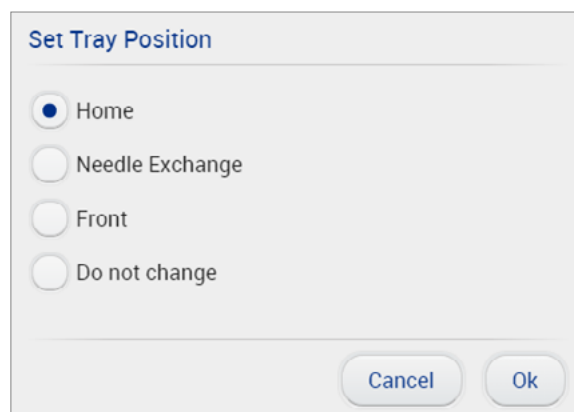 Set Tray Position
Home
Needle Exchange
Front
Do not change
Cancel Ok